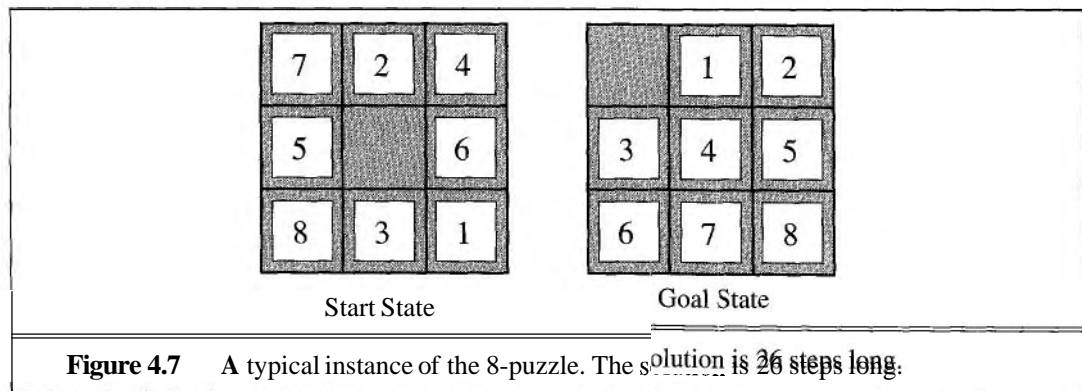 7 2 4
1 2
5 6
3 4 5
8 3 1
6 7 8
Start State
Goal State
Figure 4.7 A typical instance of the 8-puzzle. The solution is 26 steps long.